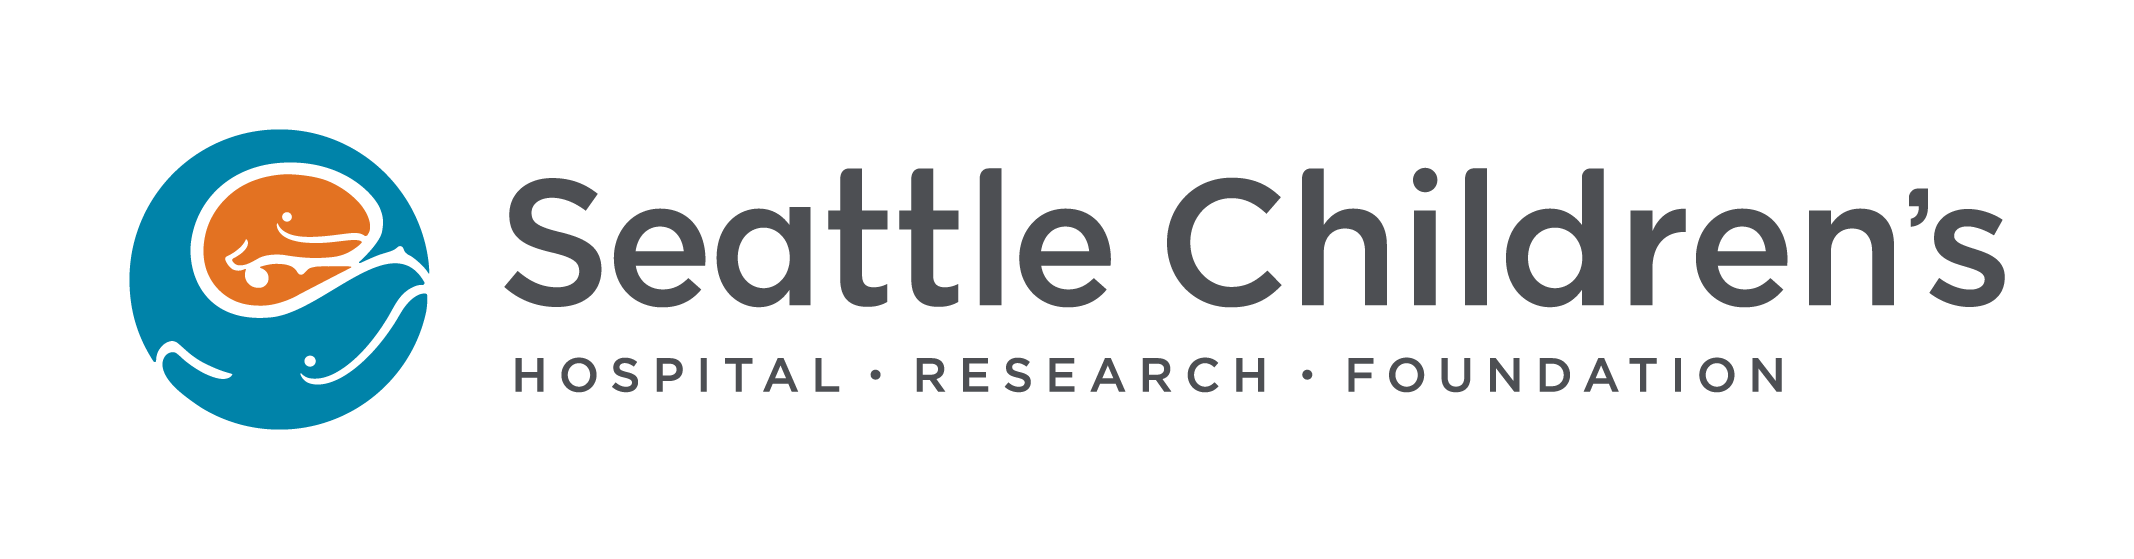 Seattle Children’s
HOSPITAL • RESEARCH • FOUNDATION